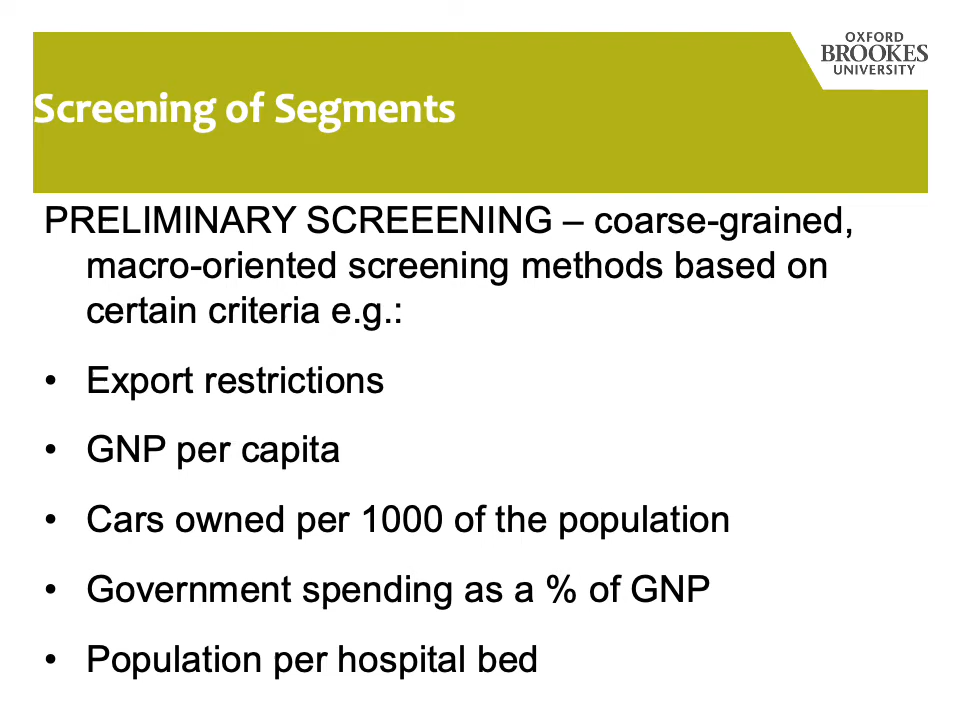 OXFORD
BROOKES
UNIVERSITY
Screening of Segments
PRELIMINARY SCREEENING – coarse-grained,
macro-oriented screening methods based on
certain criteria e.g.:
• Export restrictions
• GNP per capita
• Cars owned per 1000 of the population
• Government spending as a % of GNP
• Population per hospital bed